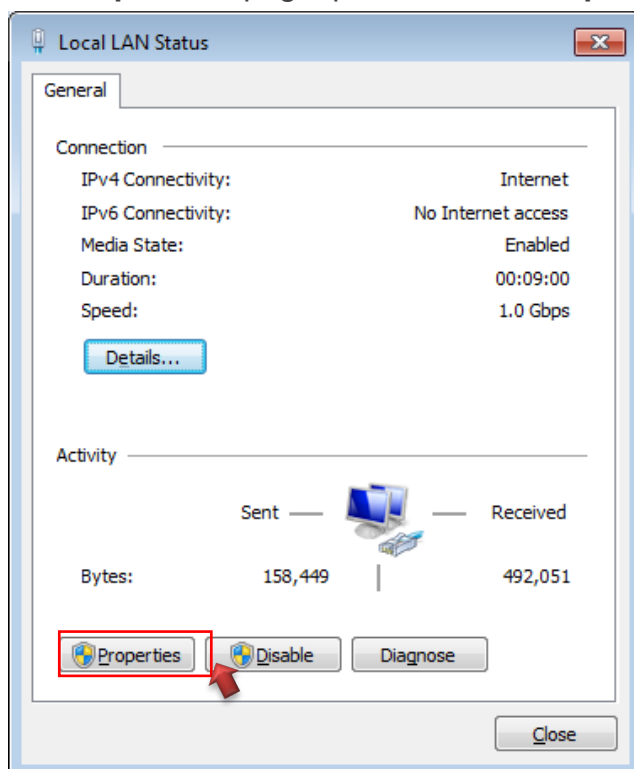 Local LAN Status
General
Connection
IPv4 Connectivity: Internet
IPv6 Connectivity: No Internet access
Media State: Enabled
Duration: 00:09:00
Speed: 1.0 Gbps
Details...
Activity
Sent Received
Bytes: 158,449 492,051
Properties Disable Diagnose
Close